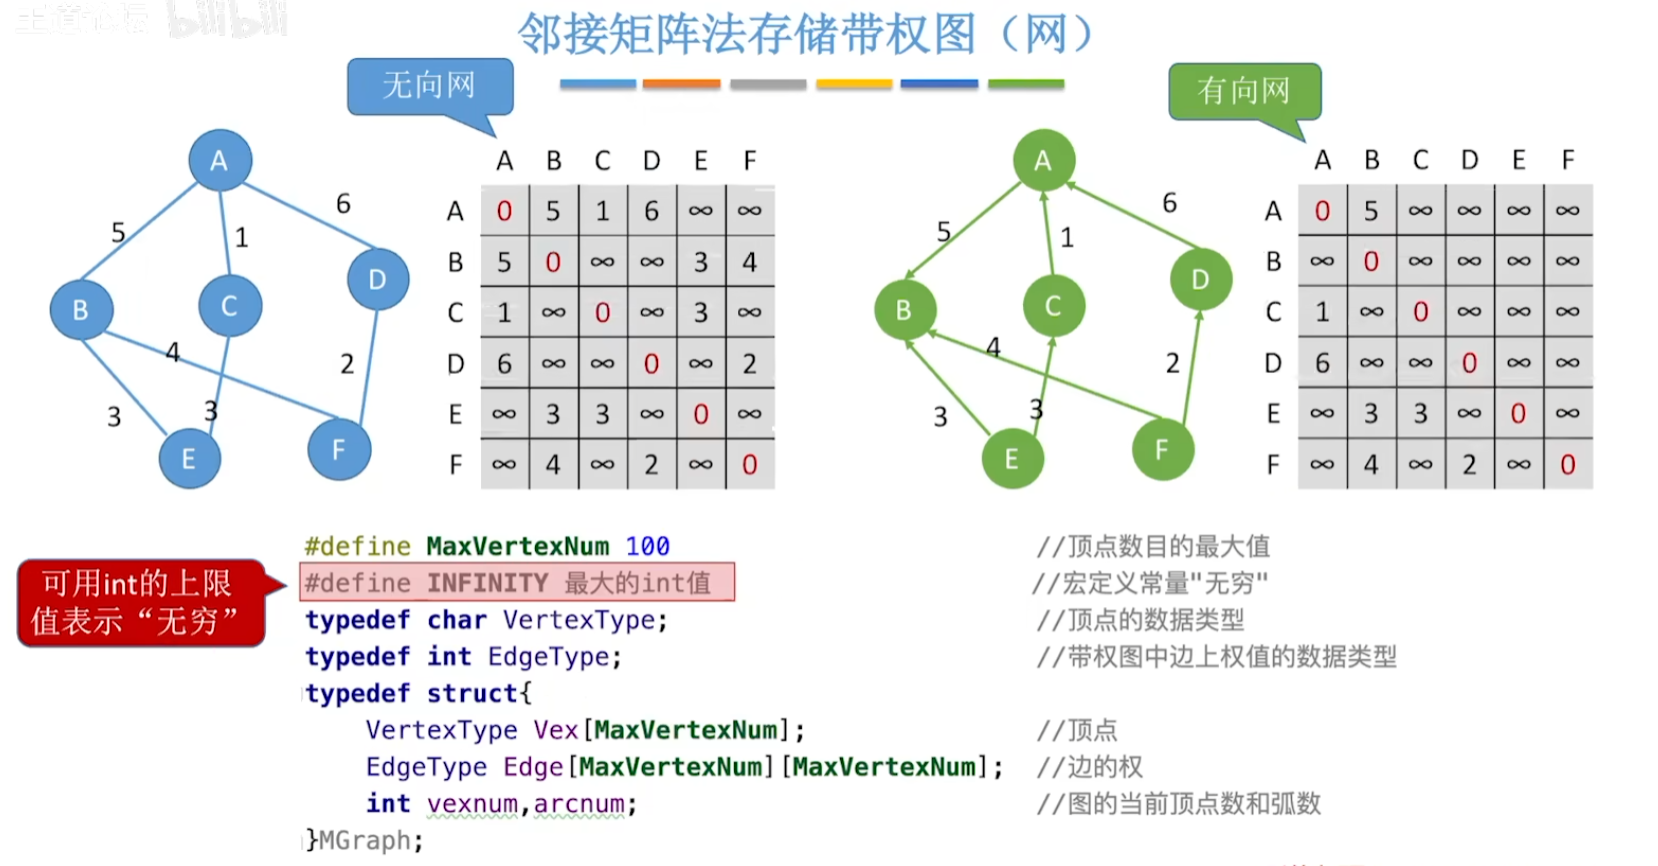 bilibili
邻接矩阵法存储带权图（网）
无向网
有向网
A
B
C
D
E
F
5
1
6
4
3
3
2
A B C D E F
A 0 5 1 6 ∞ ∞
B 5 0 ∞ ∞ 3 4
C 1 ∞ 0 ∞ 3 ∞
D 6 ∞ ∞ 0 ∞ 2
E ∞ 3 3 ∞ 0 ∞
F ∞ 4 ∞ 2 ∞ 0
A
B
C
D
E
F
5
1
6
4
3
3
2
A B C D E F
A 0 5 ∞ ∞ ∞ ∞
B ∞ 0 ∞ ∞ ∞ ∞
C 1 ∞ 0 ∞ ∞ ∞
D 6 ∞ ∞ 0 ∞ ∞
E ∞ 3 3 ∞ 0 ∞
F ∞ 4 ∞ 2 ∞ 0
可用int的上限
值表示“无穷”
#define MaxVertexNum 100 //顶点数目的最大值
#define INFINITY 最大的int值 //宏定义常量"无穷"
typedef char VertexType; //顶点的数据类型
typedef int EdgeType; //带权图中边上权值的数据类型
typedef struct{
VertexType Vex[MaxVertexNum]; //顶点
EdgeType Edge[MaxVertexNum][MaxVertexNum]; //边的权
int vexnum,arcnum; //图的当前顶点数和弧数
}MGraph;